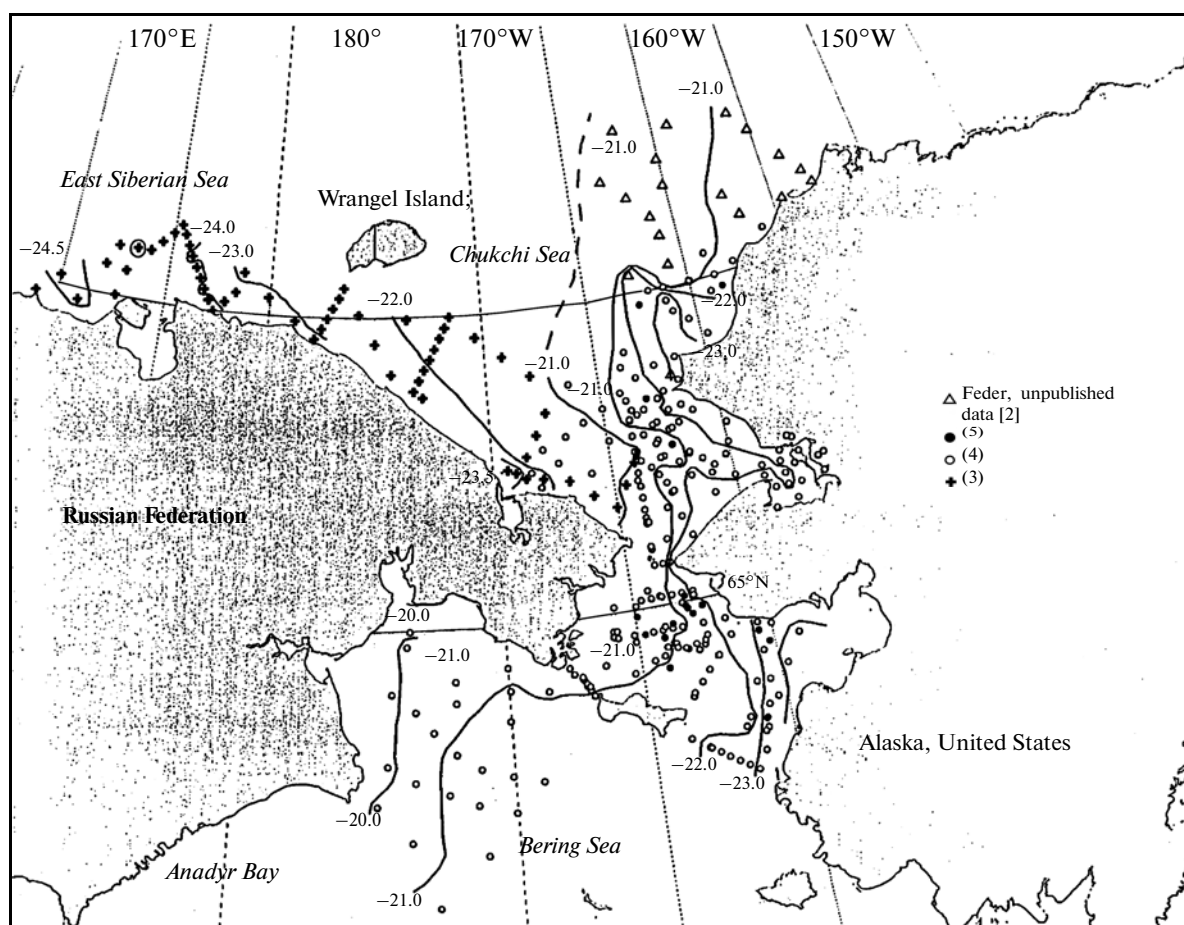 170°E 180° 170°W 160°W 150°W
−21.0
−21.0
East Siberian Sea
Wrangel Island;
−24.0
−24.5
−23.0
Chukchi Sea
−22.0
−22.0
−23.0
−21.0
−21.0
Feder, unpublished
data [2]
(5)
(4)
(3)
−23.5
Russian Federation
65°N
−20.0
−21.0
−21.0
Alaska, United States
−22.0
−23.0
−20.0
Bering Sea
Anadyr Bay
−21.0